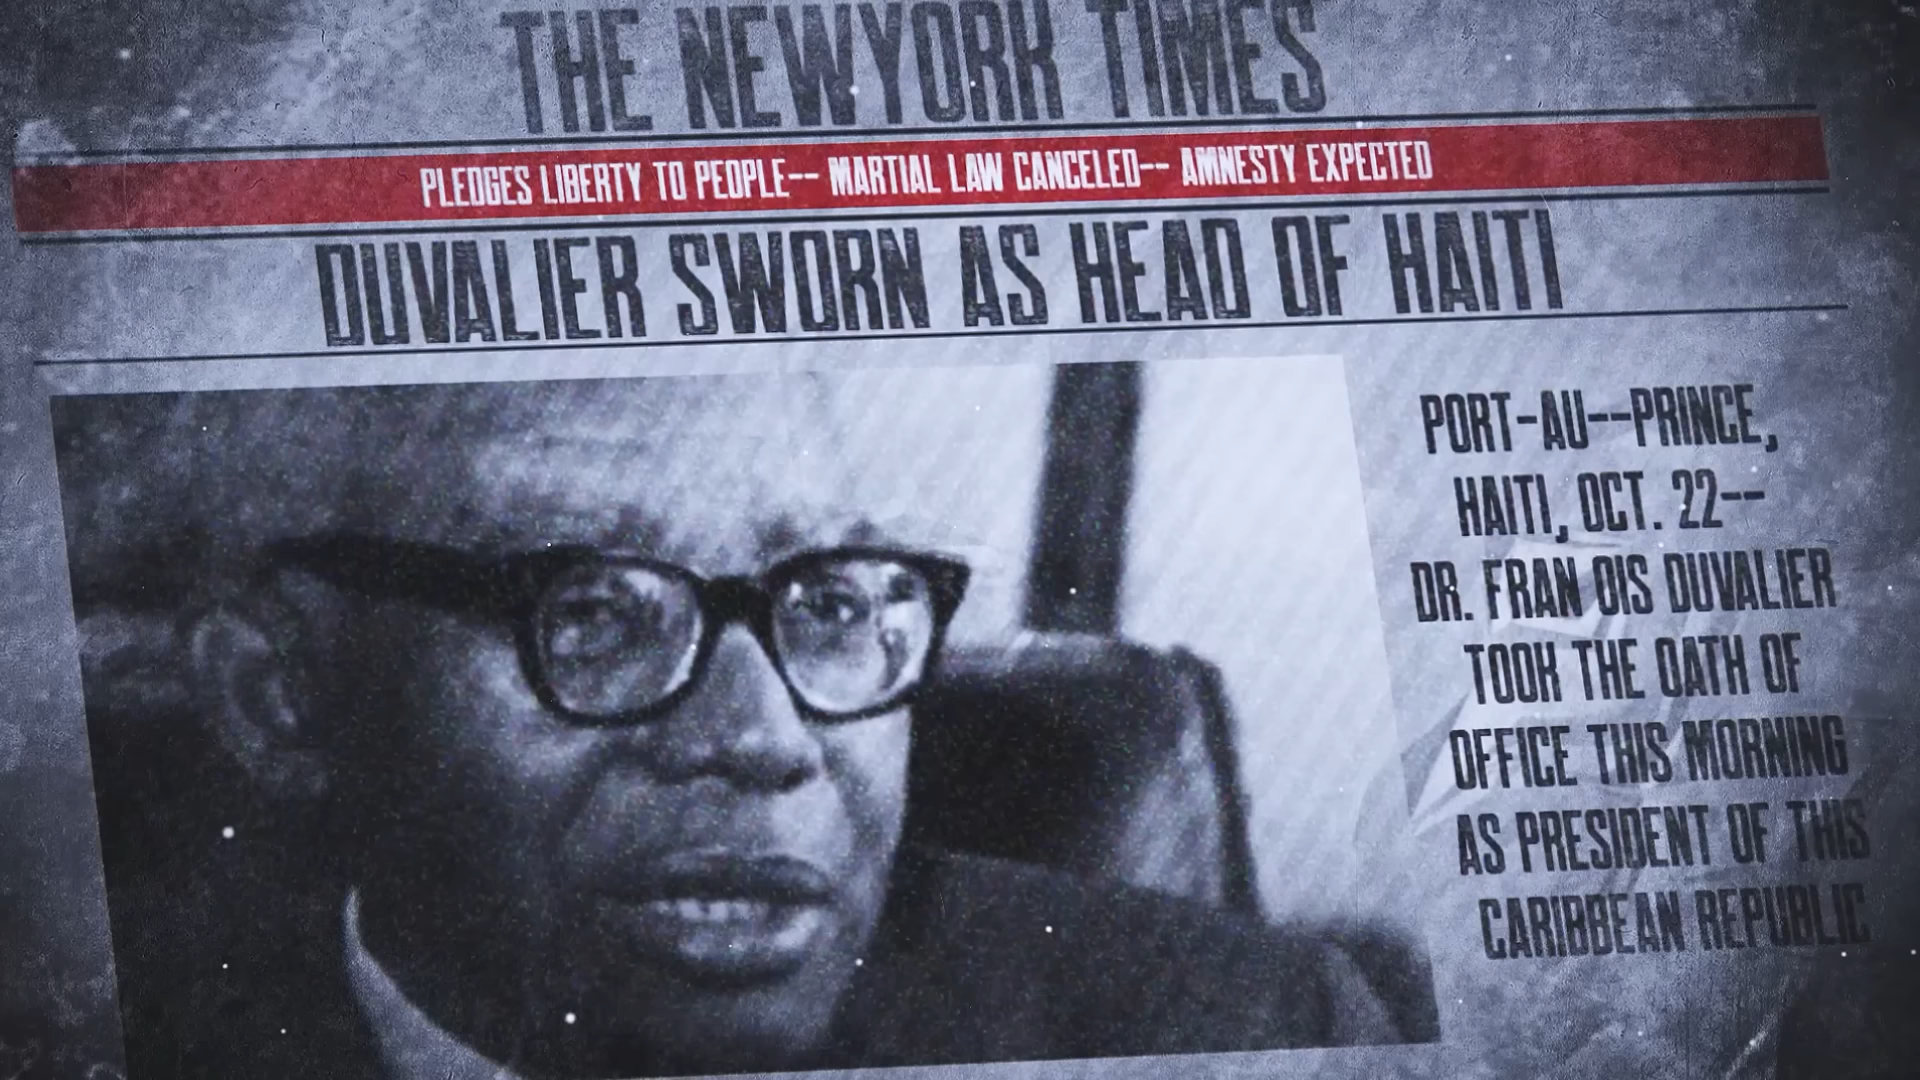 THE NEWYORK TIMES
PLEDGES LIBERTY TO PEOPLE-- MARTIAL LAW CANCELED-- AMNESTY EXPECTED
DUVALIER SWORN AS HEAD OF HAITI
PORT-AU--PRINCE,
HAITI, OCT. 22--
DR. FRAN OIS DUVALIER
TOOK THE OATH OF
OFFICE THIS MORNING
AS PRESIDENT OF THIS
CARIBBEAN REPUBLIC